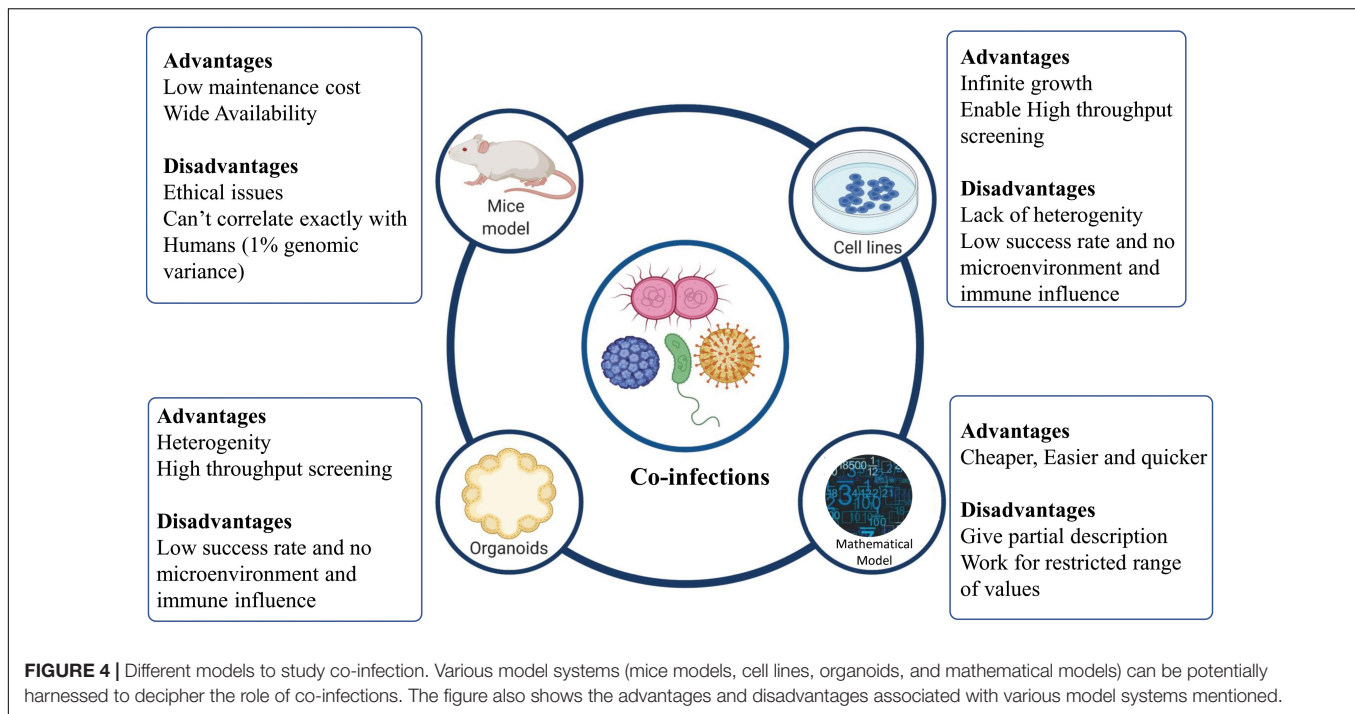 Advantages
Low maintenance cost
Wide Availability
Disadvantages
Ethical issues
Can't correlate exactly with
Humans (1% genomic
variance)
Mice
model
Advantages
Infinite growth
Enable High throughput
screening
Disadvantages
Lack of heterogenity
Low success rate and no
microenvironment and
immune influence
Cell lines
Co-infections
Advantages
Heterogenity
High throughput screening
Disadvantages
Low success rate and no
microenvironment and
immune influence
Organoids
Mathematical
Model
Advantages
Cheaper, Easier and quicker
Disadvantages
Give partial description
Work for restricted range
of values
FIGURE 4 | Different models to study co-infection. Various model systems (mice models, cell lines, organoids, and mathematical models) can be potentially
harnessed to decipher the role of co-infections. The figure also shows the advantages and disadvantages associated with various model systems mentioned.